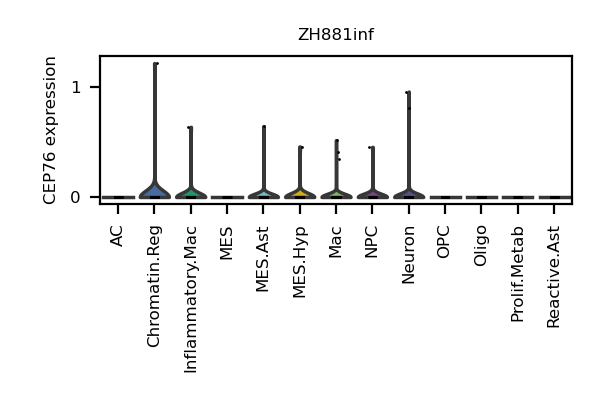 ZH881inf
CEP76 expression
1
0
AC
Chromatin.Reg
Inflammatory.Mac
MES
MES.Ast
MES.Hyp
Mac
NPC
Neuron
OPC
Oligo
Prolif.Metab
Reactive.Ast